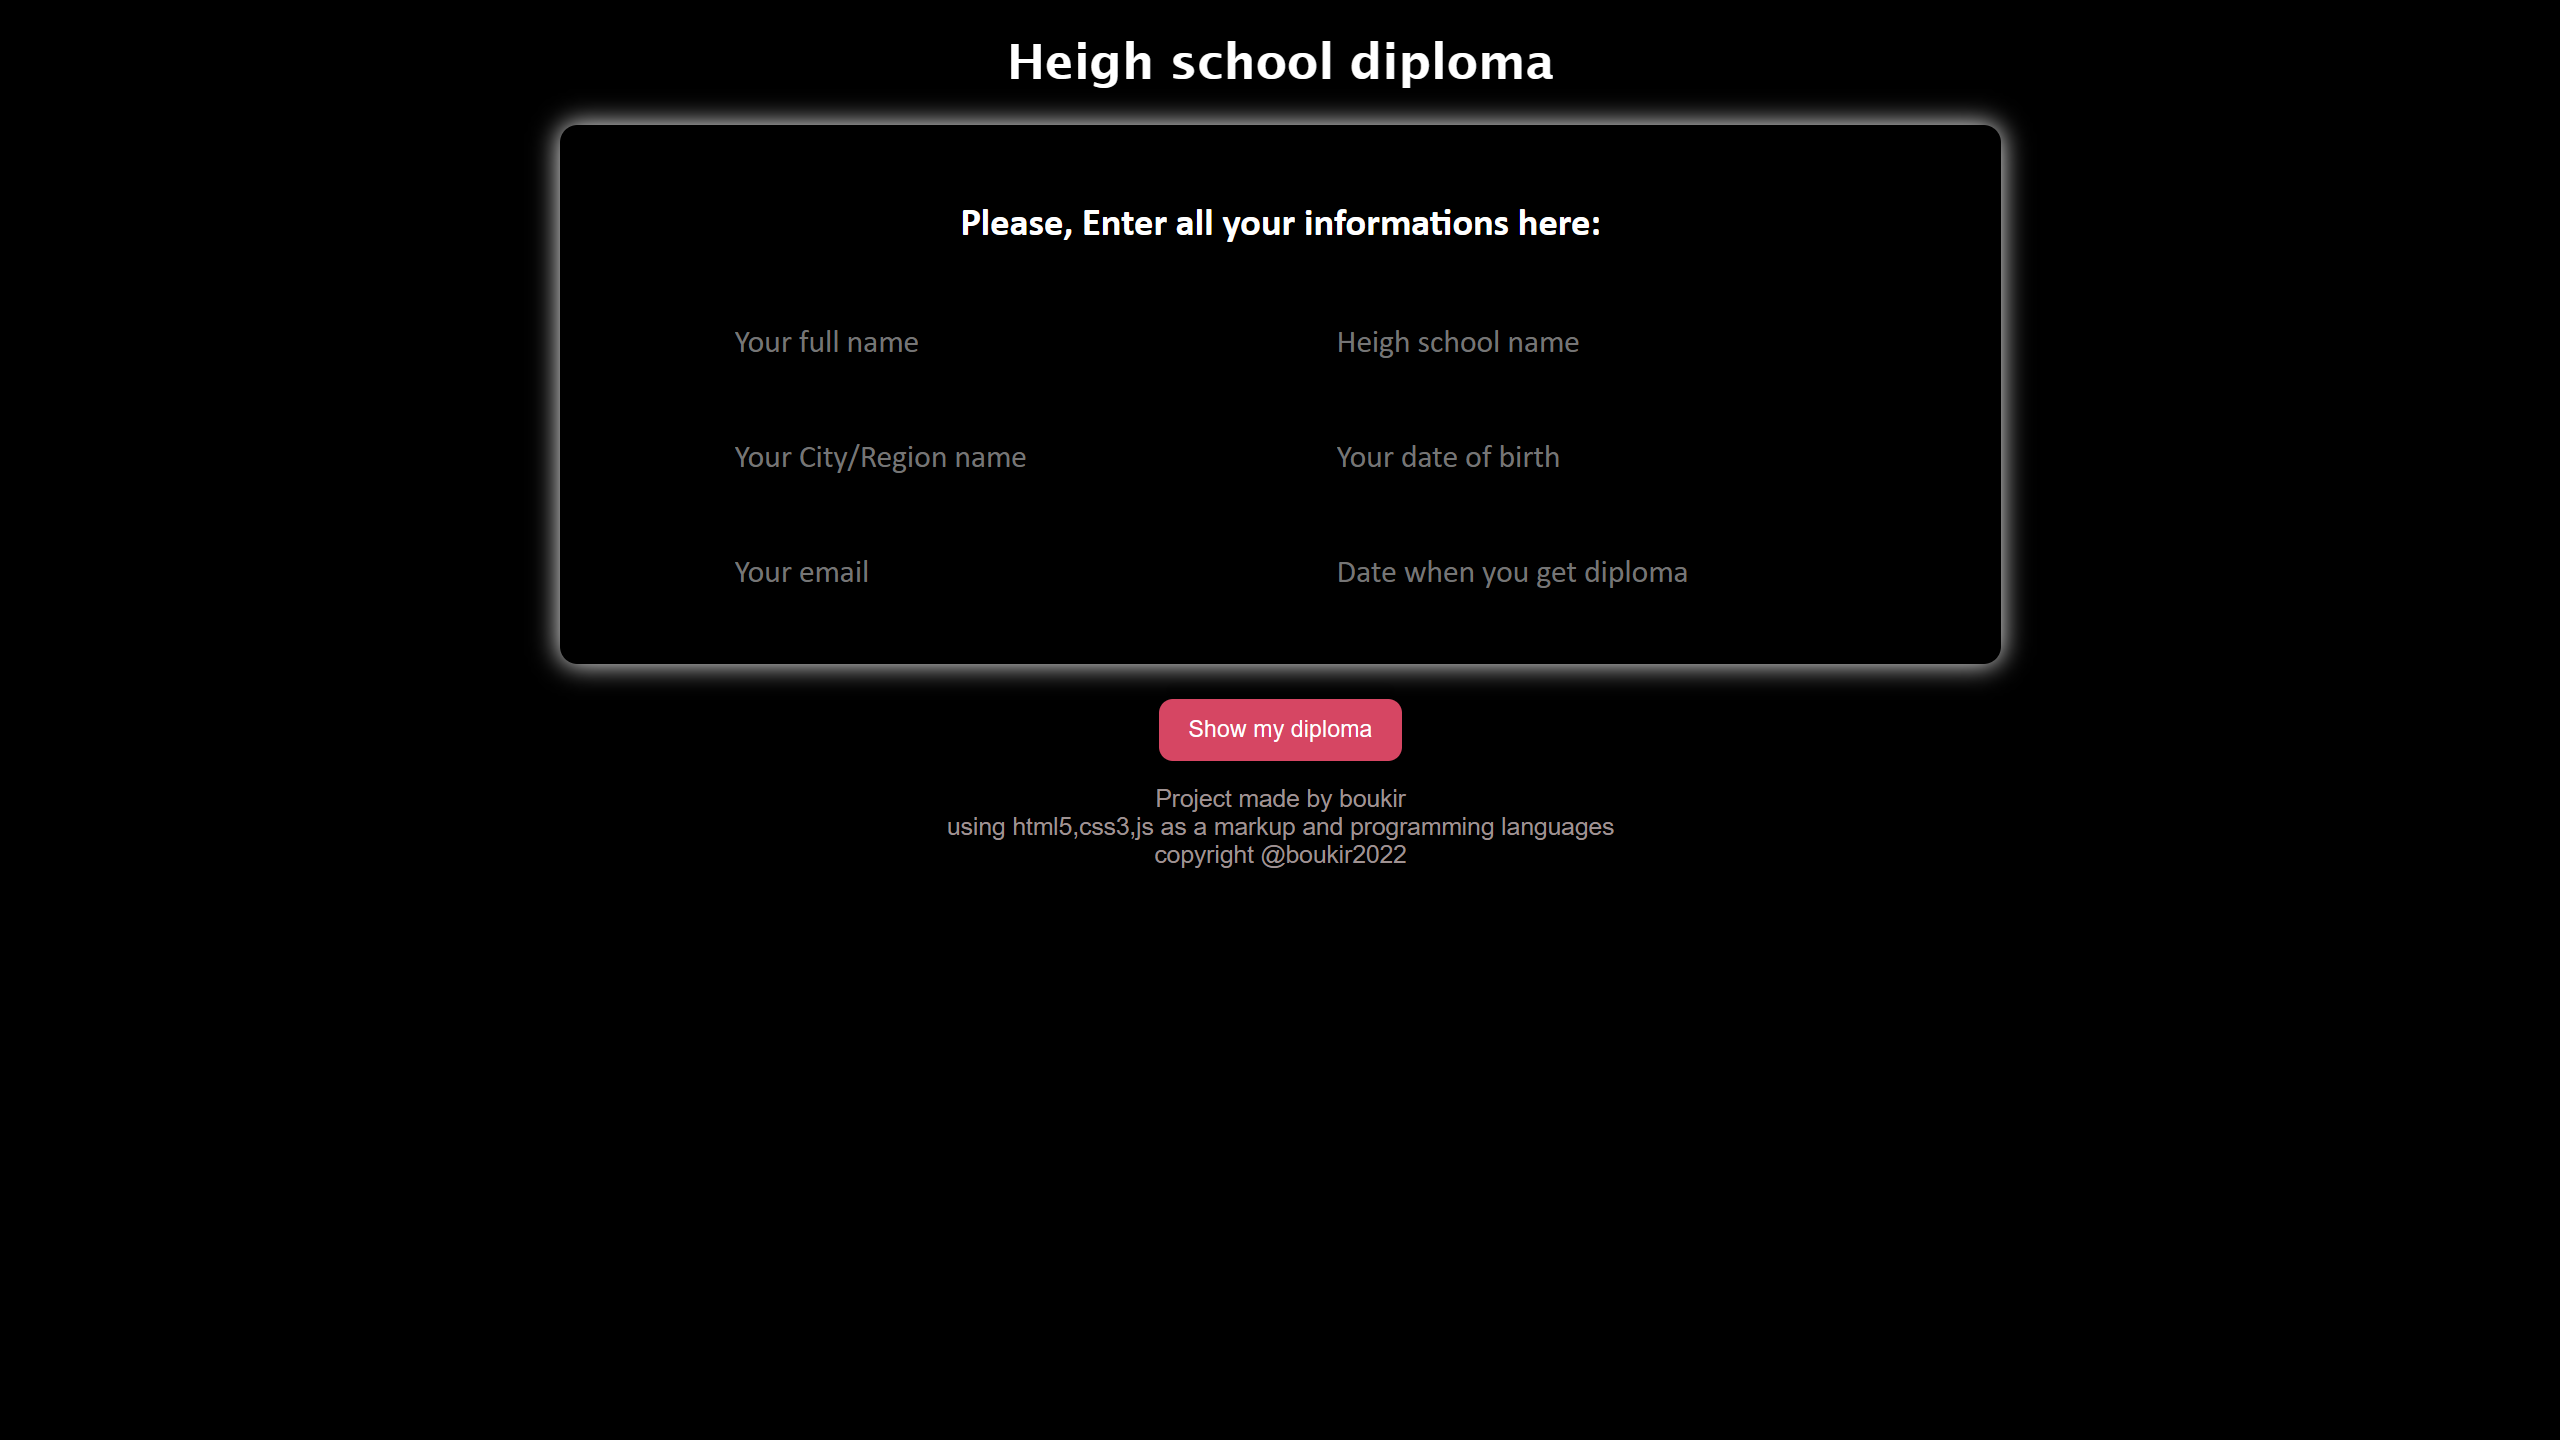 Heigh school diploma
Please, Enter all your informations here:
Your full name
Heigh school name
Your City/Region name
Your date of birth
Your email
Date when you get diploma
Show my diploma
Project made by boukir
using html5,css3,js as a markup and programming languages
copyright @boukir2022